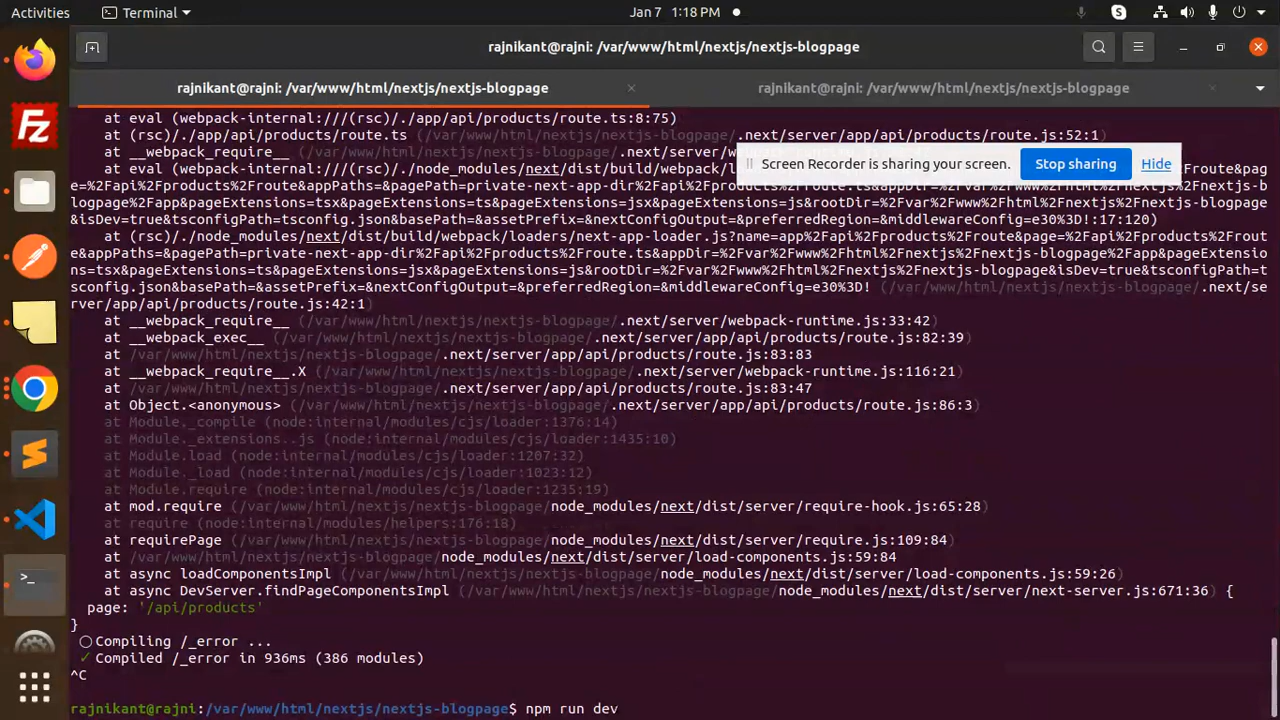 Activities
Terminal
Jan 7 1:18 PM
rajnikant@rajni: /var/www/html/nextjs/nextjs-blogpage
rajnikant@rajni: /var/www/html/nextjs/nextjs-blogpage
rajnikant@rajni: /var/www/html/nextjs/nextjs-blogpage
at eval (webpack-internal:///(rsc)/./app/api/products/route.ts:8:75)
at (rsc)/./app/api/products/route.ts (/var/www/html/nextjs/nextjs-blogpage/.next/server/app/api/products/route.js:52:1)
at __webpack_require__ (/var/www/html/nextjs/nextjs-blogpage/.next/server/
Screen Recorder is sharing your screen.
Stop sharing
Hide
at eval (webpack-internal:///(rsc)/./node_modules/next/dist/build/webpack/l
Froute&pag
e=%2Fapi%2Fproducts%2Froute&appPaths=&pagePath=private-next-app-dir%2Fapi%2Fproducts%2Froute.ts&appDir=%2Fvar%2Fwww%2Fhtml%2Fnextjs%2Fnextjs-b
logpage%2Fapp&pageExtensions=tsx&pageExtensions=ts&pageExtensions=jsx&pageExtensions=js&rootDir=%2Fvar%2Fwww%2Fhtml%2Fnextjs%2Fnextjs-blogpage
&isDev=true&tsconfigPath=tsconfig.json&basePath=&assetPrefix=&nextConfigOutput=&preferredRegion=&middlewareConfig=e30%3D!:17:120)
at (rsc)/./node_modules/next/dist/build/webpack/loaders/next-app-loader.js?name=app%2Fapi%2Fproducts%2Froute&page=%2Fapi%2Fproducts%2Frout
e&appPaths=&pagePath=private-next-app-dir%2Fapi%2Fproducts%2Froute.ts&appDir=%2Fvar%2Fwww%2Fhtml%2Fnextjs%2Fnextjs-blogpage%2Fapp&pageExtensio
ns=tsx&pageExtensions=ts&pageExtensions=jsx&pageExtensions=js&rootDir=%2Fvar%2Fwww%2Fhtml%2Fnextjs%2Fnextjs-blogpage&isDev=true&tsconfigPath=t
sconfig.json&basePath=&assetPrefix=&nextConfigOutput=&preferredRegion=&middlewareConfig=e30%3D! (/var/www/html/nextjs/nextjs-blogpage/.next/se
rver/app/api/products/route.js:42:1)
at __webpack_require__ (/var/www/html/nextjs/nextjs-blogpage/.next/server/webpack-runtime.js:33:42)
at __webpack_exec__ (/var/www/html/nextjs/nextjs-blogpage/.next/server/app/api/products/route.js:82:39)
at /var/www/html/nextjs/nextjs-blogpage/.next/server/app/api/products/route.js:83:83
at __webpack_require__.X (/var/www/html/nextjs/nextjs-blogpage/.next/server/webpack-runtime.js:116:21)
at /var/www/html/nextjs/nextjs-blogpage/.next/server/app/api/products/route.js:83:47
at Object.<anonymous> (/var/www/html/nextjs/nextjs-blogpage/.next/server/app/api/products/route.js:86:3)
at Module._compile (node:internal/modules/cjs/loader:1376:14)
at Module._extensions..js (node:internal/modules/cjs/loader:1435:10)
at Module.load (node:internal/modules/cjs/loader:1207:32)
at Module._load (node:internal/modules/cjs/loader:1023:12)
at Module.require (node:internal/modules/cjs/loader:1235:19)
at mod.require (/var/www/html/nextjs/nextjs-blogpage/node_modules/next/dist/server/require-hook.js:65:28)
at require (node:internal/modules/helpers:176:18)
at requirePage (/var/www/html/nextjs/nextjs-blogpage/node_modules/next/dist/server/require.js:109:84)
at /var/www/html/nextjs/nextjs-blogpage/node_modules/next/dist/server/load-components.js:59:84
at async loadComponentsImpl (/var/www/html/nextjs/nextjs-blogpage/node_modules/next/dist/server/load-components.js:59:26)
at async DevServer.findPageComponentsImpl (/var/www/html/nextjs/nextjs-blogpage/node_modules/next/dist/server/next-server.js:671:36) {
page: '/api/products'
}
○ Compiling /_error ...
✓ Compiled /_error in 936ms (386 modules)
^C
rajnikant@rajni:/var/www/html/nextjs/nextjs-blogpage$ npm run dev